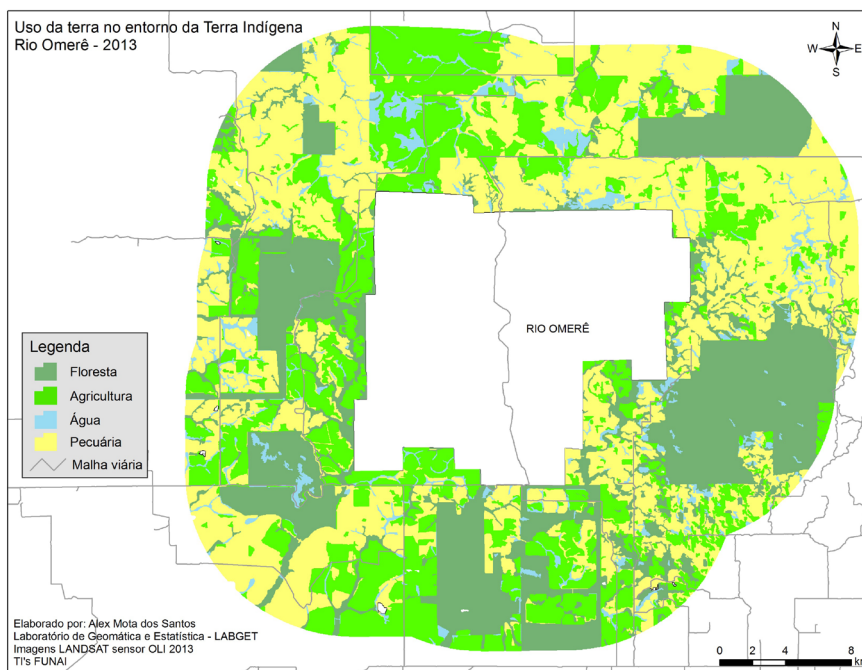 Uso da terra no entorno da Terra Indígena
Rio Omerê - 2013
N
W E
S
RIO OMERÊ
Legenda
Floresta
Agricultura
Água
Pecuária
Malha viária
Elaborado por: Alex Mota dos Santos
Laboratório de Geomática e Estatística - LABGET
Imagens LANDSAT sensor OLI 2013
TI's FUNAI
0 2 4 8
km